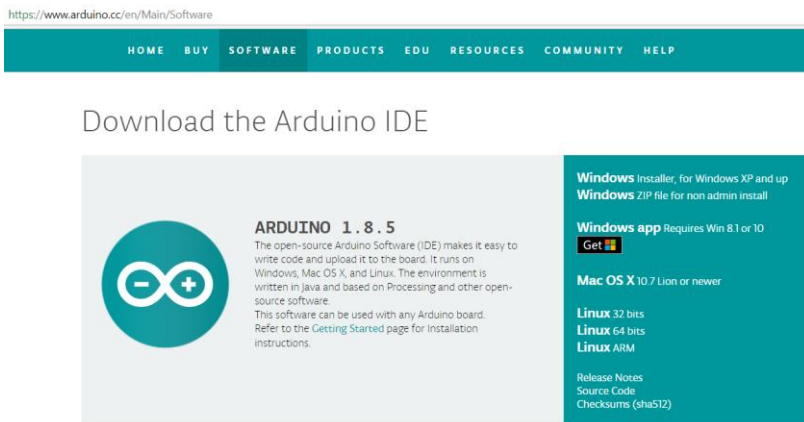 https://www.arduino.cc/en/Main/Software
HOME BUY SOFTWARE PRODUCTS EDU RESOURCES COMMUNITY HELP
Download the Arduino IDE
ARDUINO 1.8.5
The open-source Arduino Software (IDE) makes it easy to
write code and upload it to the board. It runs on
Windows, Mac OS X, and Linux. The environment is
written in Java and based on Processing and other open-
source software.
This software can be used with any Arduino board.
Refer to the Getting Started page for Installation
instructions.
Windows Installer, for Windows XP and up
Windows ZIP file for non admin install
Windows app Requires Win 8.1 or 10
Get
Mac OS X 10.7 Lion or newer
Linux 32 bits
Linux 64 bits
Linux ARM
Release Notes
Source Code
Checksums (sha512)